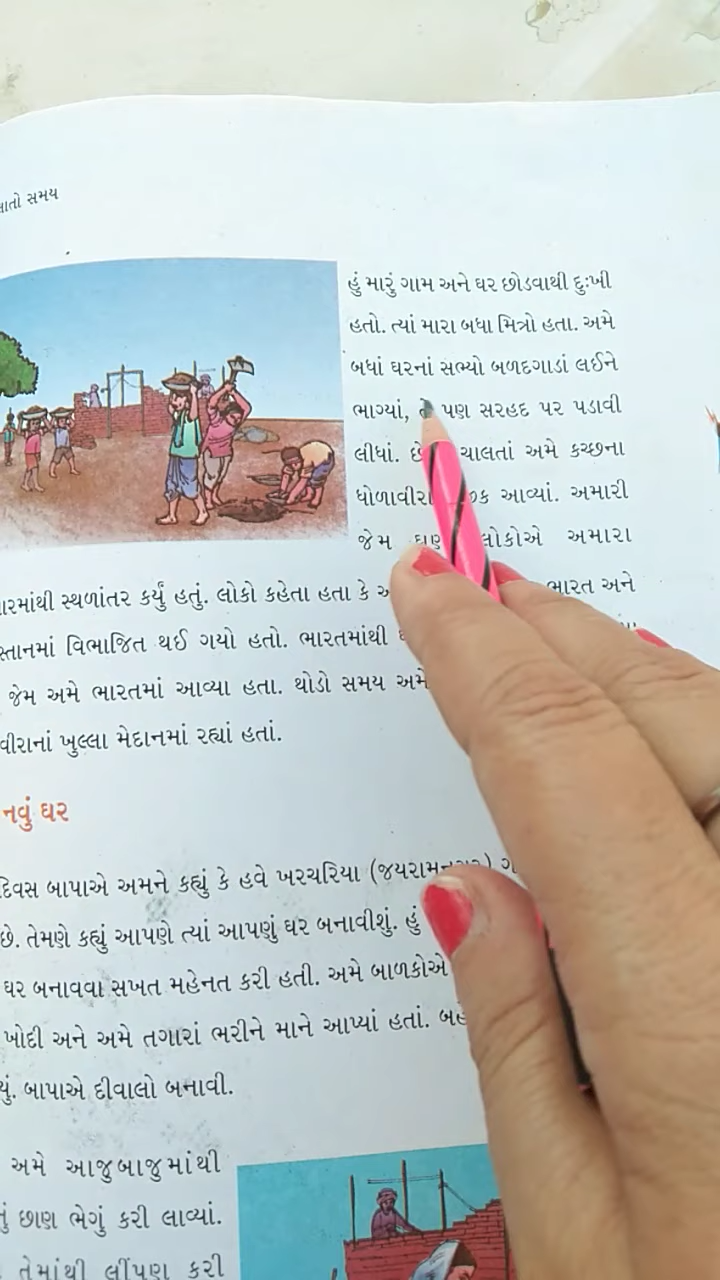 સમય
હું મારું ગામ અને ઘર છોડવાથી દુઃખી
હતો. ત્યાં મારા બધા મિત્રો હતા. અમે
બધાં ઘરનાં સભ્યો બળદગાડાં લઈને
ભાગ્યાં, પણ સરહદ પર પડાવી
લીધાં. ચાલતાં અમે કચ્છના
ધોળાવીરા આવ્યાં. અમારી
જેમ લોકોએ અમારા
સ્થળાંતર કર્યું હતું. લોકો કહેતા હતા કે ભારત અને
વિભાજિત થઈ ગયો હતો. ભારતમાંથી
જેમ અમે ભારતમાં આવ્યા હતા. થોડો સમય અમે
ખુલ્લા મેદાનમાં રહ્યાં હતાં.
નવું ઘર
દિવસ બાપાએ અમને કહ્યું કે હવે ખરચરિયા
છે. તેમણે કહ્યું આપણે ત્યાં આપણું ઘર બનાવીશું. હું
ઘર બનાવવા સખત મહેનત કરી હતી. અમે બાળકોએ
ખોદી અને અમે તગારાં ભરીને માને આપ્યાં હતાં.
બાપાએ દીવાલો બનાવી.
અમે આજુબાજુમાંથી
છાણ ભેગું કરી લાવ્યાં.
તેમાંથી લીંપણ કરી